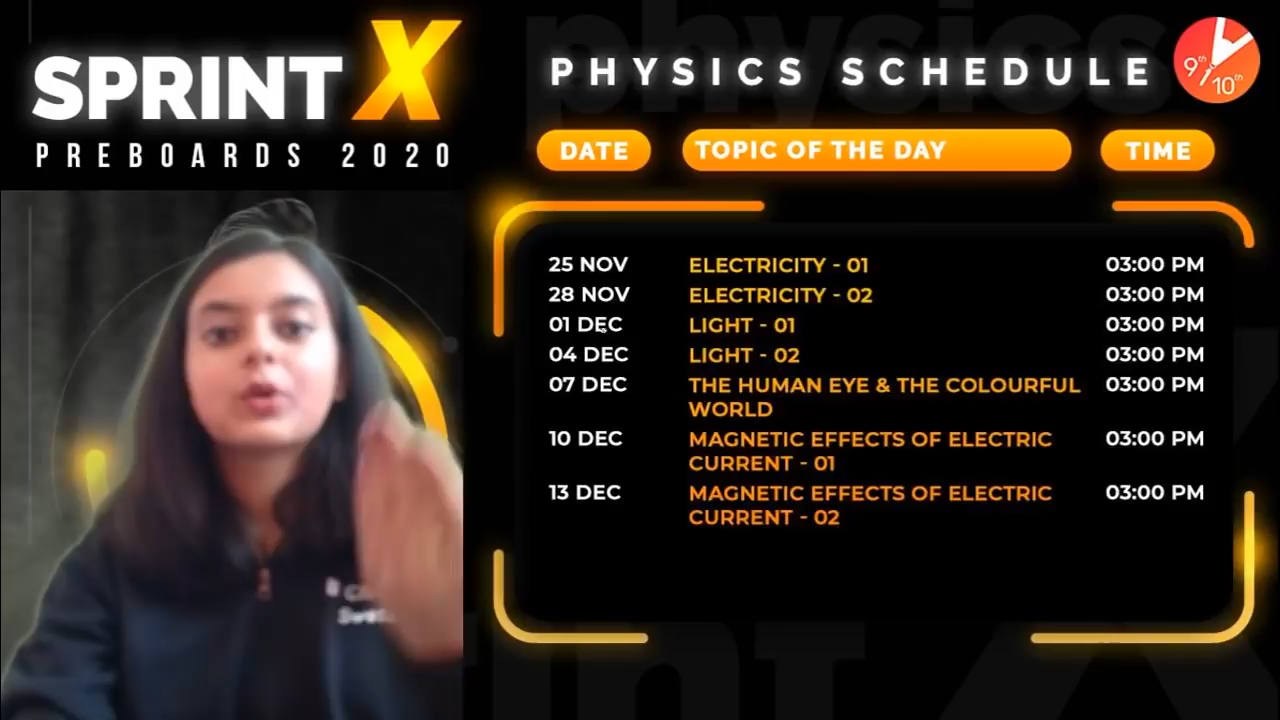 SPRINT X
PREBOARDS 2020
PHYSICS SCHEDULE
9th
10th
DATE TOPIC OF THE DAY TIME
25 NOV ELECTRICITY - 01 03:00 PM
28 NOV ELECTRICITY - 02 03:00 PM
01 DEC LIGHT - 01 03:00 PM
04 DEC LIGHT - 02 03:00 PM
07 DEC THE HUMAN EYE & THE COLOURFUL 03:00 PM
WORLD
10 DEC MAGNETIC EFFECTS OF ELECTRIC 03:00 PM
CURRENT - 01
13 DEC MAGNETIC EFFECTS OF ELECTRIC 03:00 PM
CURRENT - 02
physics